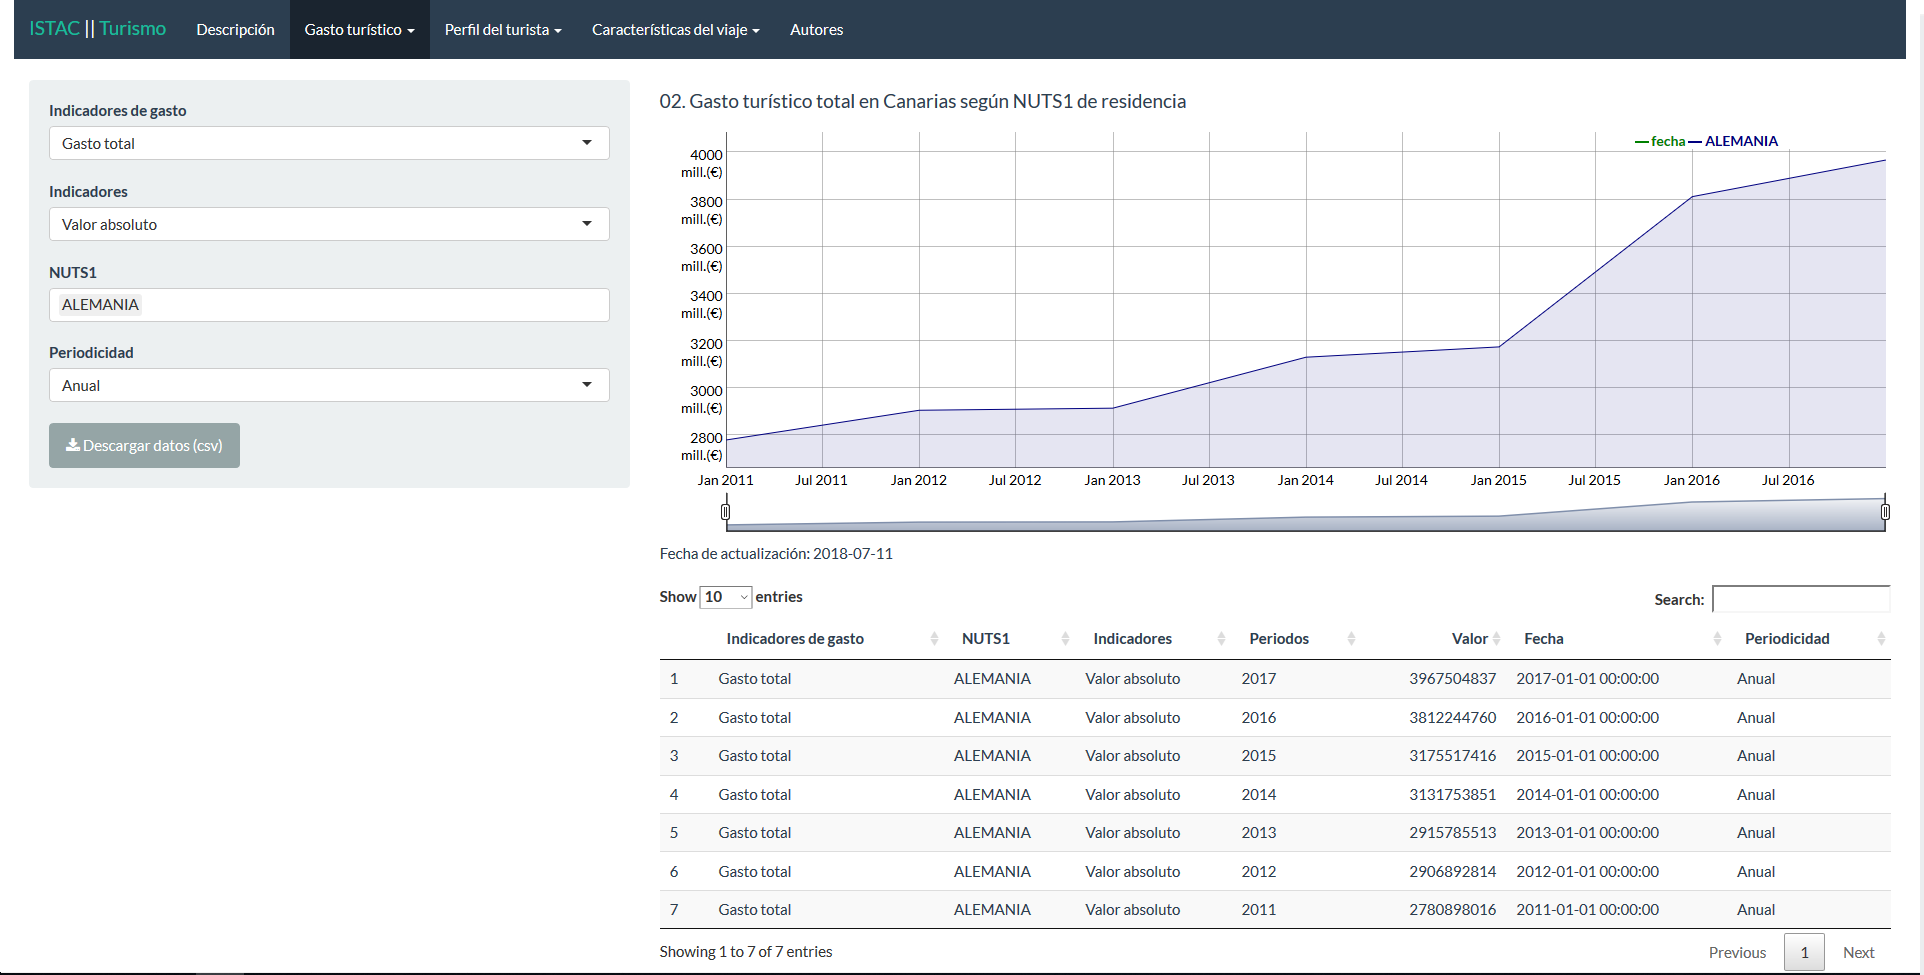 ISTAC || Turismo Descripción Gasto turístico Perfil del turista Características del viaje Autores
Indicadores de gasto
Gasto total
Indicadores
Valor absoluto
NUTS1
ALEMANIA
Periodicidad
Anual
Descargar datos (csv)
02. Gasto turístico total en Canarias según NUTS1 de residencia
fecha ALEMANIA
4000
mill.(€)
3800
mill.(€)
3600
mill.(€)
3400
mill.(€)
3200
mill.(€)
3000
mill.(€)
2800
mill.(€)
Jan 2011 Jul 2011 Jan 2012 Jul 2012 Jan 2013 Jul 2013 Jan 2014 Jul 2014 Jan 2015 Jul 2015 Jan 2016 Jul 2016
Fecha de actualización: 2018-07-11
Show 10 entries Search:
Indicadores de gasto NUTS1 Indicadores Periodos Valor Fecha Periodicidad
1 Gasto total ALEMANIA Valor absoluto 2017 3967504837 2017-01-01 00:00:00 Anual
2 Gasto total ALEMANIA Valor absoluto 2016 3812244760 2016-01-01 00:00:00 Anual
3 Gasto total ALEMANIA Valor absoluto 2015 3175517416 2015-01-01 00:00:00 Anual
4 Gasto total ALEMANIA Valor absoluto 2014 3131753851 2014-01-01 00:00:00 Anual
5 Gasto total ALEMANIA Valor absoluto 2013 2915785513 2013-01-01 00:00:00 Anual
6 Gasto total ALEMANIA Valor absoluto 2012 2906892814 2012-01-01 00:00:00 Anual
7 Gasto total ALEMANIA Valor absoluto 2011 2780898016 2011-01-01 00:00:00 Anual
Showing 1 to 7 of 7 entries Previous 1 Next